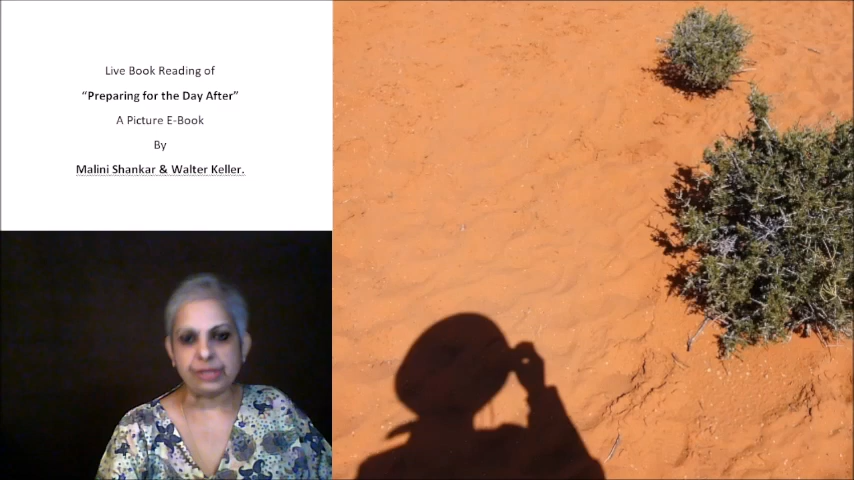 Live Book Reading of
“Preparing for the Day After”
A Picture E-Book
By
Malini Shankar & Walter Keller.